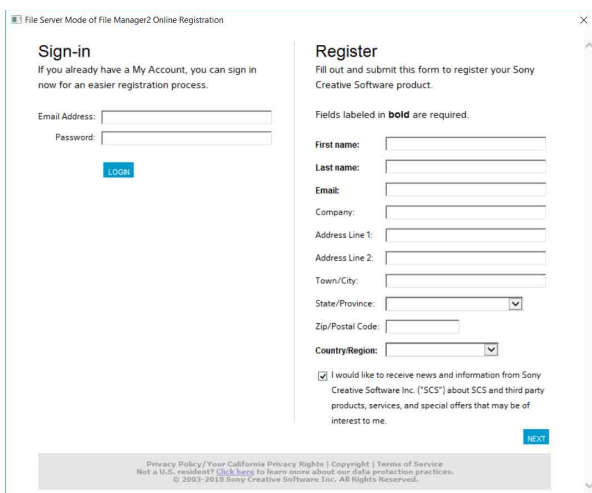 File Server Mode of File Manager2 Online Registration
Sign-in
If you already have a My Account, you can sign in
now for an easier registration process.
Email Address:
Password:
LOGIN
Register
Fill out and submit this form to register your Sony
Creative Software product.
Fields labeled in bold are required.
First name:
Last name:
Email:
Company:
Address Line 1:
Address Line 2:
Town/City:
State/Province:
Zip/Postal Code:
Country/Region:
I would like to receive news and information from Sony
Creative Software Inc. ("SCS") about SCS and third party
products, services, and special offers that may be of
interest to me.
NEXT
Privacy Policy/Your California Privacy Rights | Copyright | Terms of Service
Not a U.S. resident? Click here to learn more about our data protection practices.
© 2003-2018 Sony Creative Software Inc. All Rights Reserved.